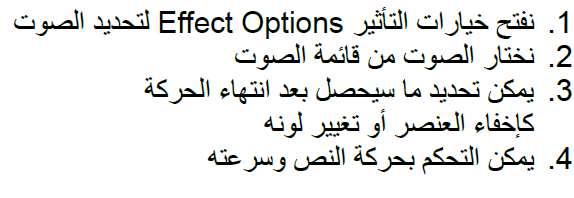 1. نفتح خيارات التأثير Effect Options لتحديد الصوت
2. نختار الصوت من قائمة الصوت
3. يمكن تحديد ما سيحصل بعد انتهاء الحركة
كإخفاء العنصر أو تغيير لونه
4. يمكن التحكم بحركة النص وسرعته